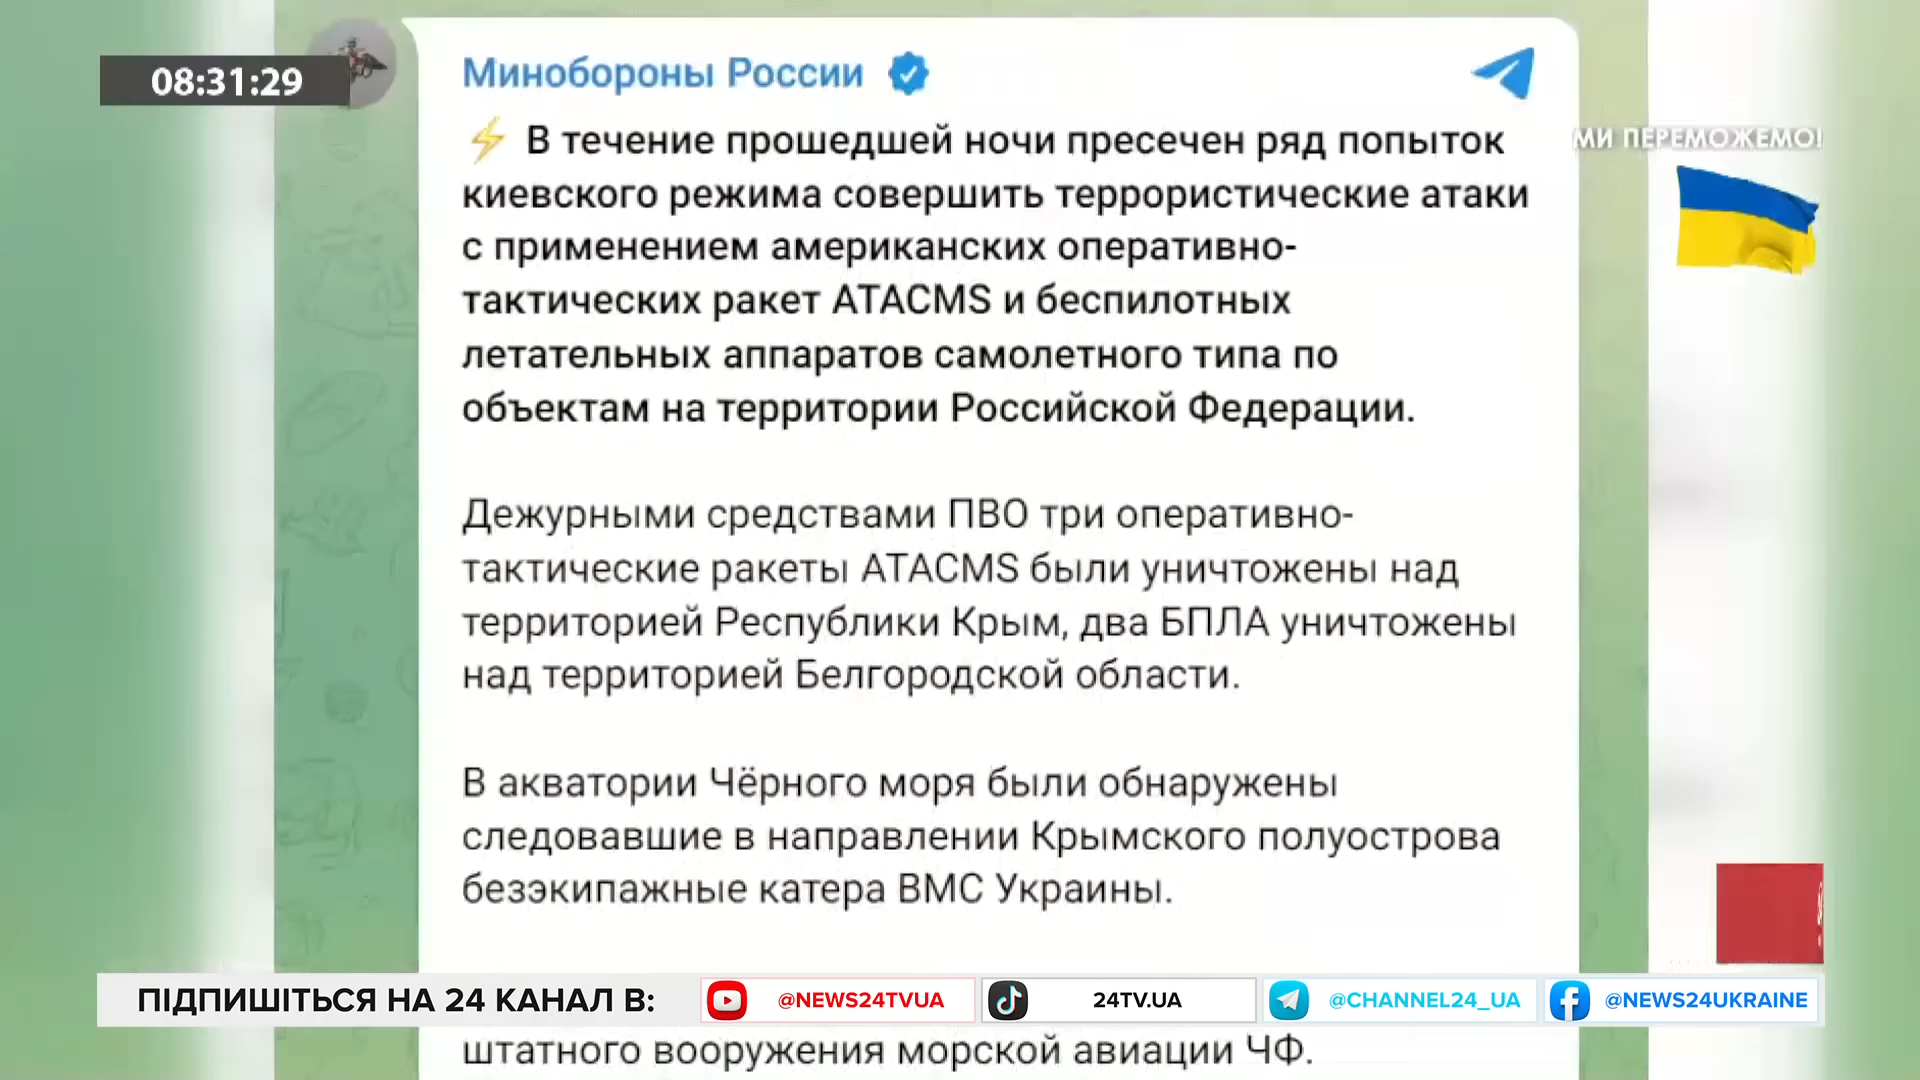 08:31:29
Минобороны России
⚡ В течение прошедшей ночи пресечен ряд попыток
киевского режима совершить террористические атаки
с применением американских оперативно-
тактических ракет ATACMS и беспилотных
летательных аппаратов самолетного типа по
объектам на территории Российской Федерации.
Дежурными средствами ПВО три оперативно-
тактические ракеты ATACMS были уничтожены над
территорией Республики Крым, два БПЛА уничтожены
над территорией Белгородской области.
В акватории Чёрного моря были обнаружены
следовавшие в направлении Крымского полуострова
безэкипажные катера ВМС Украины.
штатного вооружения морской авиации ЧФ.
МИ ПЕРЕМОЖЕМО!
ПІДПИШІТЬСЯ НА 24 КАНАЛ В:
@NEWS24TVUA
24TV.UA
@CHANNEL24_UA
@NEWS24UKRAINE